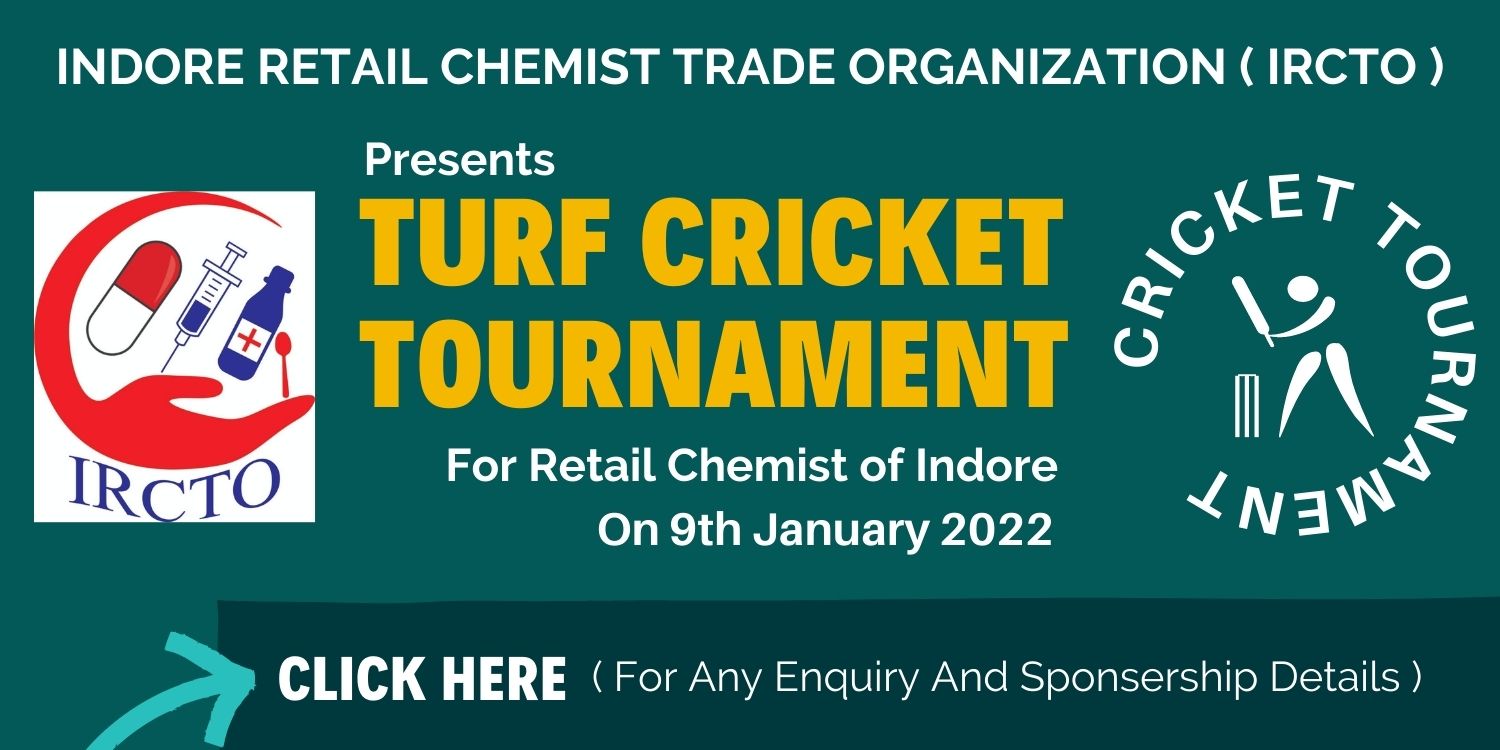 INDORE RETAIL CHEMIST TRADE ORGANIZATION ( IRCTO )
Presents
TURF CRICKET
TOURNAMENT
For Retail Chemist of Indore
On 9th January 2022
IRCTO
CRICKET TOURNAMENT
CLICK HERE ( For Any Enquiry And Sponsership Details )